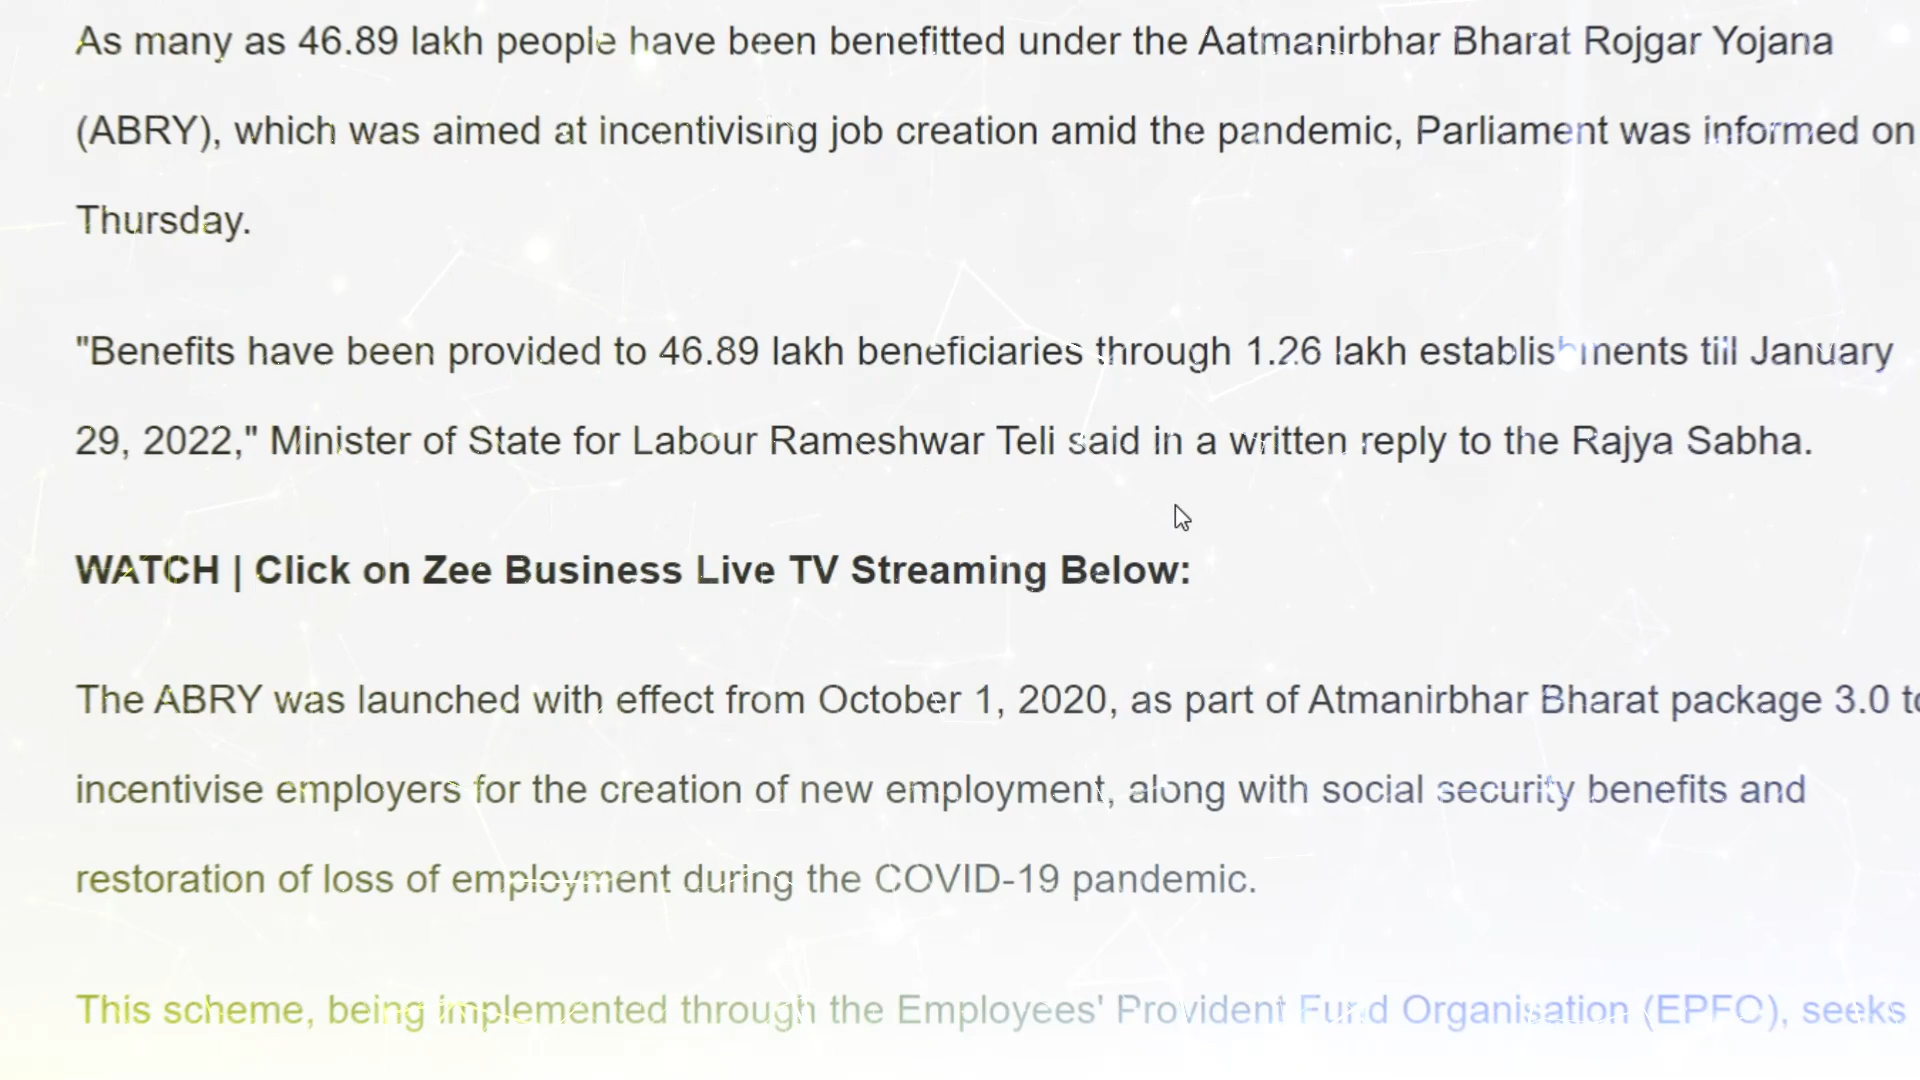 As many as 46.89 lakh people have been benefitted under the Aatmanirbhar Bharat Rojgar Yojana
(ABRY), which was aimed at incentivising job creation amid the pandemic, Parliament was informed on
Thursday.
"Benefits have been provided to 46.89 lakh beneficiaries through 1.26 lakh establishments till January
29, 2022," Minister of State for Labour Rameshwar Teli said in a written reply to the Rajya Sabha.
WATCH | Click on Zee Business Live TV Streaming Below:
The ABRY was launched with effect from October 1, 2020, as part of Atmanirbhar Bharat package 3.0 to
incentivise employers for the creation of new employment, along with social security benefits and
restoration of loss of employment during the COVID-19 pandemic.
This scheme, being implemented through the Employees' Provident Fund Organisation (EPFO), seeks